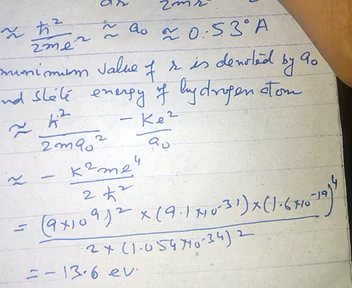 ≈ ħ² / 2me² ≈ a₀ ≈ 0.53°A
minimum value of r is denoted by a₀
nd state energy of hydrogen atom
≈ ħ² / 2ma₀² − Ke² / a₀
≈ − K²me⁴ / 2ħ²
= (9×10⁹)² × (9.1×10⁻³¹)×(1.6×10⁻¹⁹)⁴ / 2×(1.054×10⁻³⁴)²
= −13.6 ev